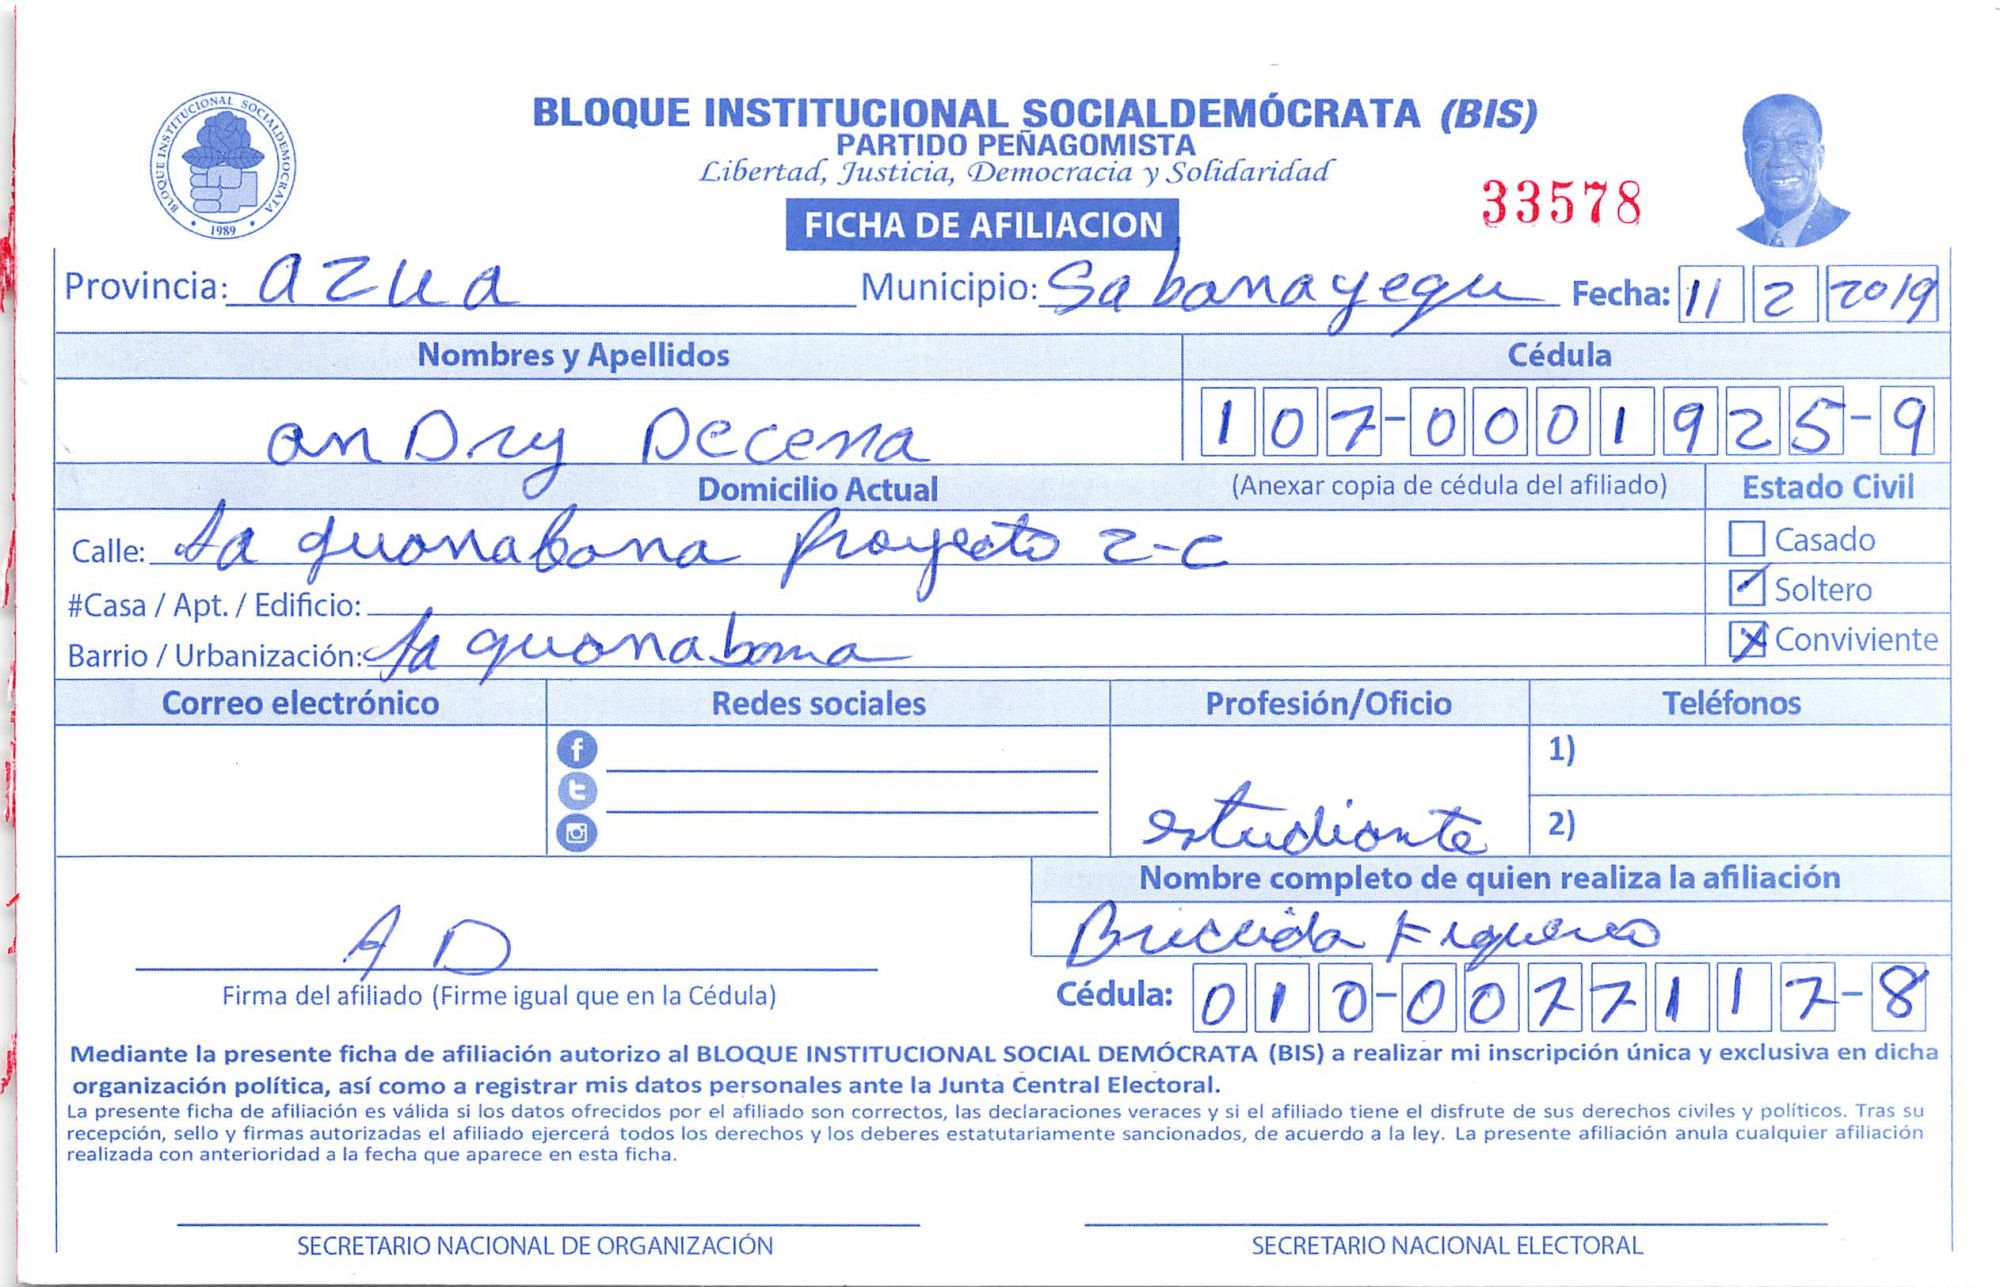 BLOQUE INSTITUCIONAL SOCIALDEMOCRATA
1989
BLOQUE INSTITUCIONAL SOCIALDEMÓCRATA (BIS)
PARTIDO PEÑAGOMISTA
Libertad, Justicia, Democracia y Solidaridad
33578
FICHA DE AFILIACION
Provincia: azua Municipio: Sabanayegu Fecha: 11 2 2019
Nombres y Apellidos Cédula
anDry Decena 107-0001925-9
Domicilio Actual (Anexar copia de cédula del afiliado) Estado Civil
Calle: La guanabana Proyecto 2-C Casado
#Casa / Apt. / Edificio: Soltero
Barrio / Urbanización: La guanabana Conviviente
Correo electrónico Redes sociales Profesión/Oficio Teléfonos
1)
estudiante 2)
Nombre completo de quien realiza la afiliación
A D Figuereo
Firma del afiliado (Firme igual que en la Cédula) Cédula: 010-0077117-8
Mediante la presente ficha de afiliación autorizo al BLOQUE INSTITUCIONAL SOCIAL DEMÓCRATA (BIS) a realizar mi inscripción única y exclusiva en dicha
organización política, así como a registrar mis datos personales ante la Junta Central Electoral.
La presente ficha de afiliación es válida si los datos ofrecidos por el afiliado son correctos, las declaraciones veraces y si el afiliado tiene el disfrute de sus derechos civiles y políticos. Tras su
recepción, sello y firmas autorizadas el afiliado ejercerá todos los derechos y los deberes estatutariamente sancionados, de acuerdo a la ley. La presente afiliación anula cualquier afiliación
realizada con anterioridad a la fecha que aparece en esta ficha.
SECRETARIO NACIONAL DE ORGANIZACIÓN SECRETARIO NACIONAL ELECTORAL